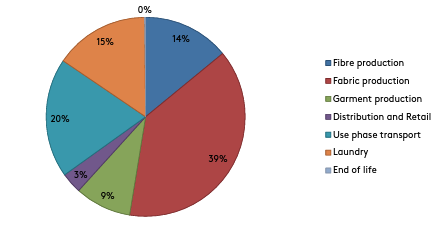 0%
14%
15%
20%
39%
3%
9%
Fibre production
Fabric production
Garment production
Distribution and Retail
Use phase transport
Laundry
End of life